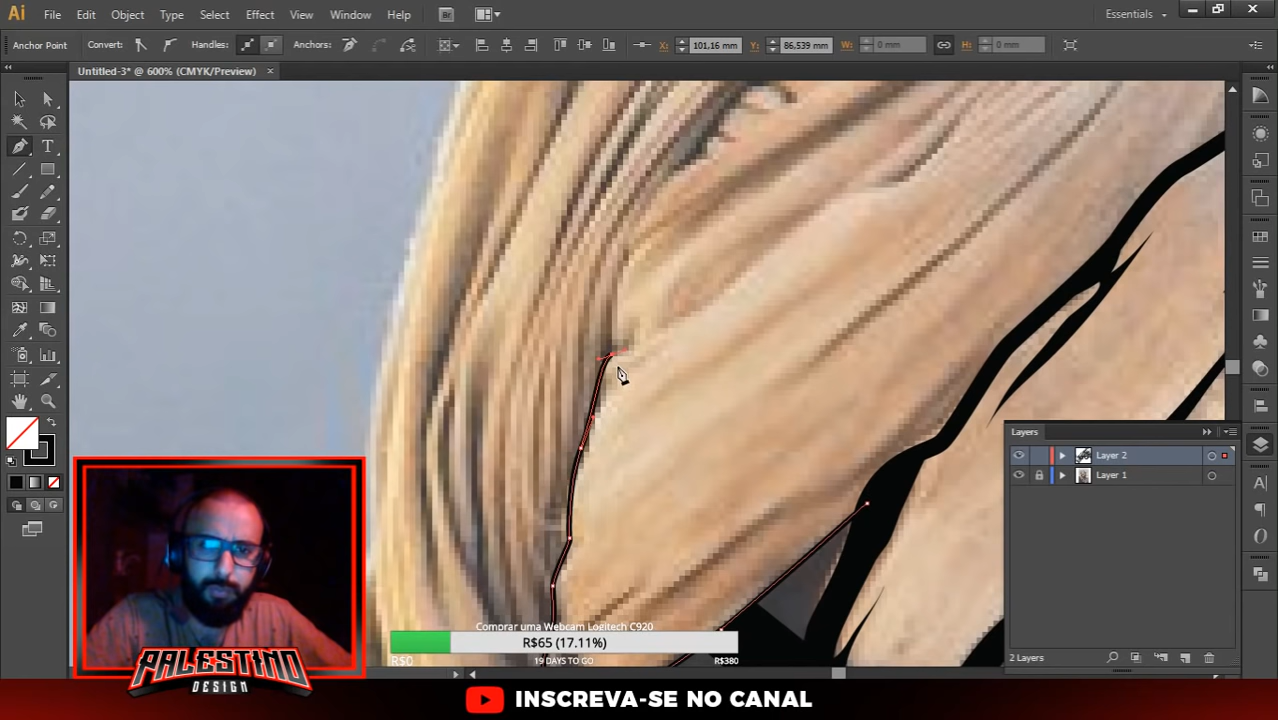 Ai File Edit Object Type Select Effect View Window Help Br Essentials
Anchor Point Convert: Handles: Anchors: X: 101,16 mm Y: 86,539 mm W: 0 mm H: 0 mm
Untitled-3* @ 600% (CMYK/Preview) ×
T
Layers
Layer 2
Layer 1
2 Layers
Comprar uma Webcam Logitech C920
R$65 (17.11%)
R$0 19 DAYS TO GO R$380
PALESTINO
DESIGN
INSCREVA-SE NO CANAL